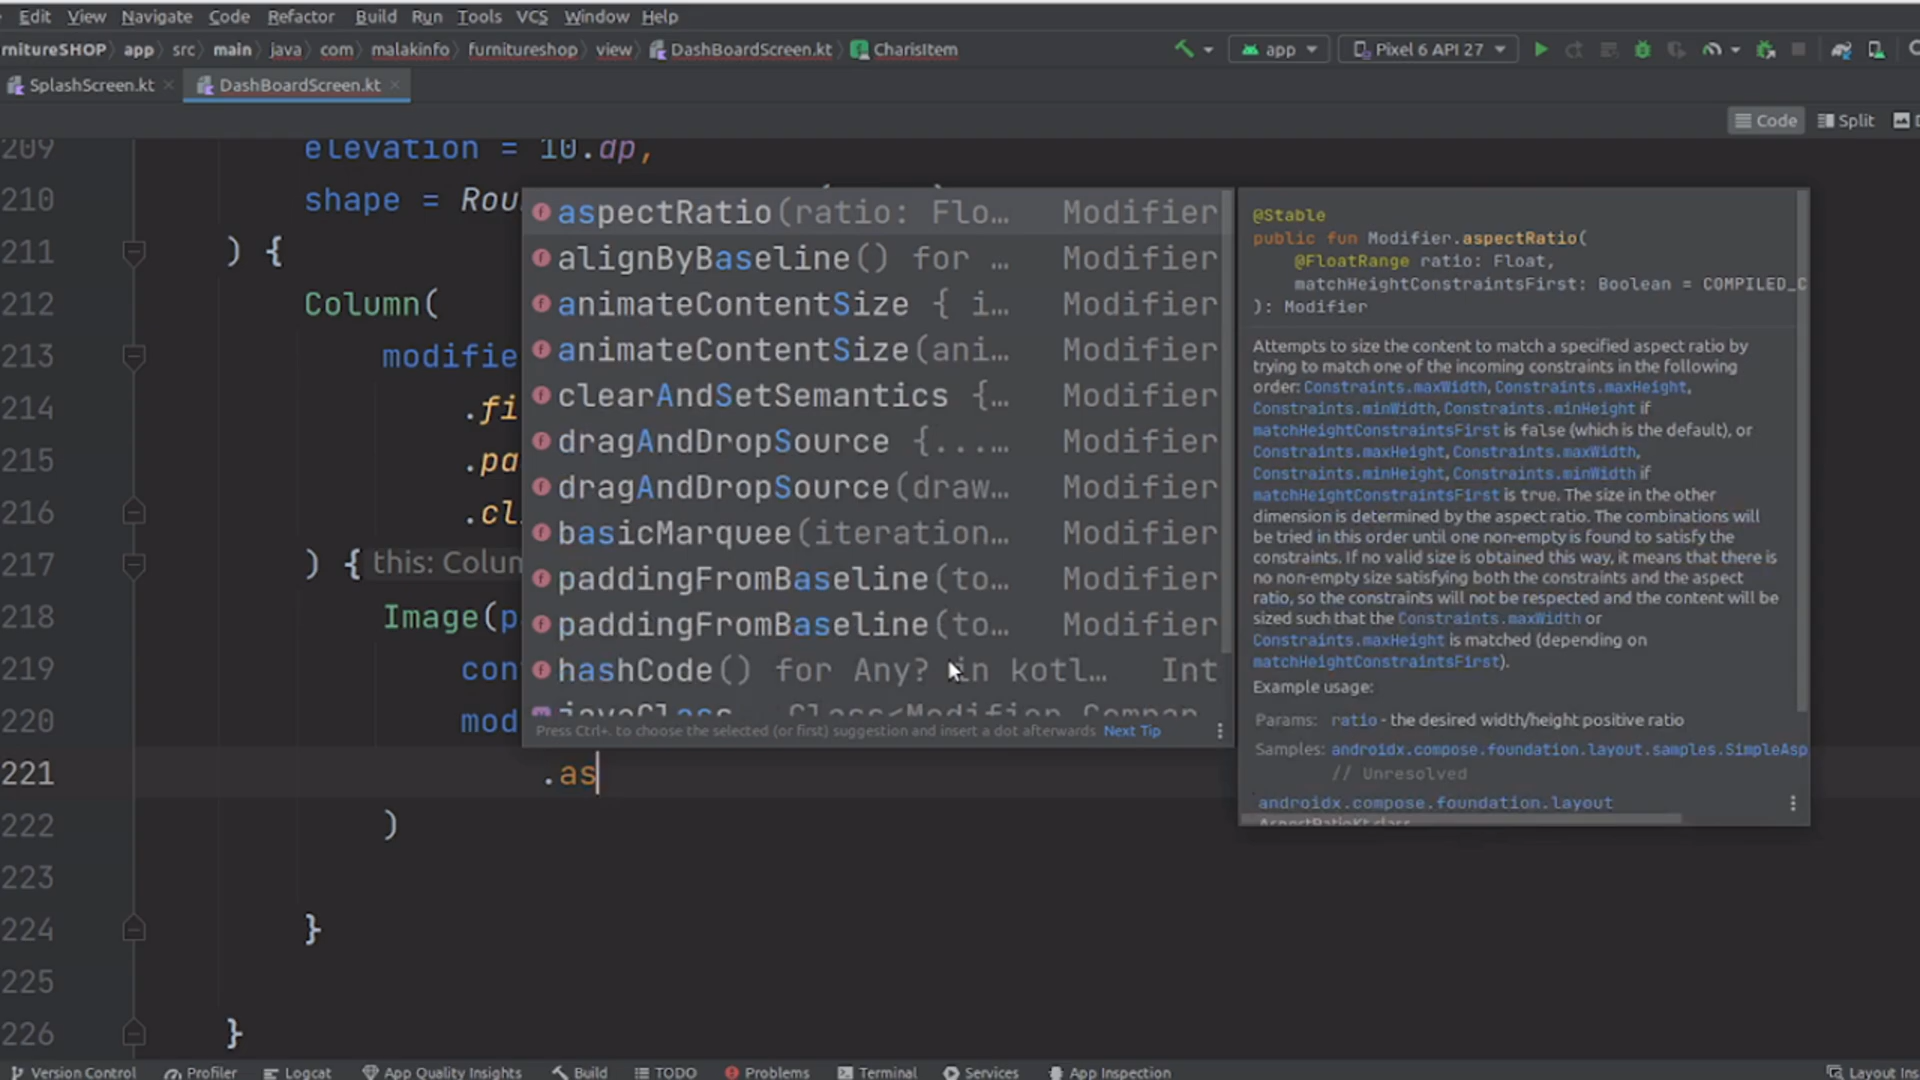 Edit View Navigate Code Refactor Build Run Tools VCS Window Help
rnitureSHOP app src main java com malakinfo furnitureshop view DashBoardScreen.kt CharisItem app Pixel 6 API 27
SplashScreen.kt DashBoardScreen.kt
Code Split
209 elevation = 10.dp,
210 shape = Rou
211 ) {
212 Column(
213 modifie
214 .fi
215 .pa
216 .cl
217 ) { this: Colum
218 Image(p
219 con
220 mod
221 .as
222 )
223
224 }
225
226 }
aspectRatio(ratio: Flo… Modifier
alignByBaseline() for … Modifier
animateContentSize { i… Modifier
animateContentSize(ani… Modifier
clearAndSetSemantics {… Modifier
dragAndDropSource {...… Modifier
dragAndDropSource(draw… Modifier
basicMarquee(iteration… Modifier
paddingFromBaseline(to… Modifier
paddingFromBaseline(to… Modifier
hashCode() for Any? in kotl… Int
javaClass Class<Modifier.Compan
Press Ctrl+. to choose the selected (or first) suggestion and insert a dot afterwards Next Tip
@Stable
public fun Modifier.aspectRatio(
@FloatRange ratio: Float,
matchHeightConstraintsFirst: Boolean = COMPILED_C
): Modifier
Attempts to size the content to match a specified aspect ratio by
trying to match one of the incoming constraints in the following
order: Constraints.maxWidth, Constraints.maxHeight,
Constraints.minWidth, Constraints.minHeight if
matchHeightConstraintsFirst is false (which is the default), or
Constraints.maxHeight, Constraints.maxWidth,
Constraints.minHeight, Constraints.minWidth if
matchHeightConstraintsFirst is true. The size in the other
dimension is determined by the aspect ratio. The combinations will
be tried in this order until one non-empty is found to satisfy the
constraints. If no valid size is obtained this way, it means that there is
no non-empty size satisfying both the constraints and the aspect
ratio, so the constraints will not be respected and the content will be
sized such that the Constraints.maxWidth or
Constraints.maxHeight is matched (depending on
matchHeightConstraintsFirst).
Example usage:
Params: ratio - the desired width/height positive ratio
Samples: androidx.compose.foundation.layout.samples.SimpleAsp
// Unresolved
androidx.compose.foundation.layout
AspectRatioKt.class
Version Control Profiler Logcat App Quality Insights Build TODO Problems Terminal Services App Inspection Layout Ins